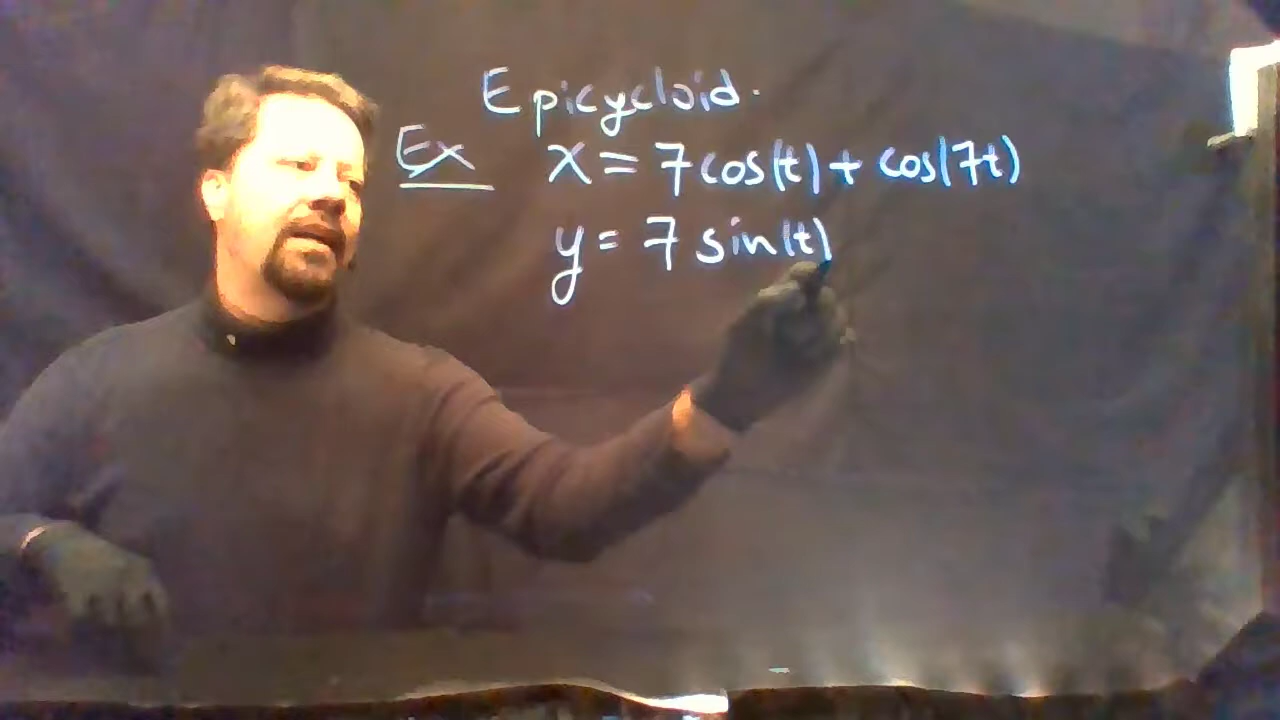 Epicycloid.
Ex x = 7cos(t) + cos(7t)
y = 7 sin(t)